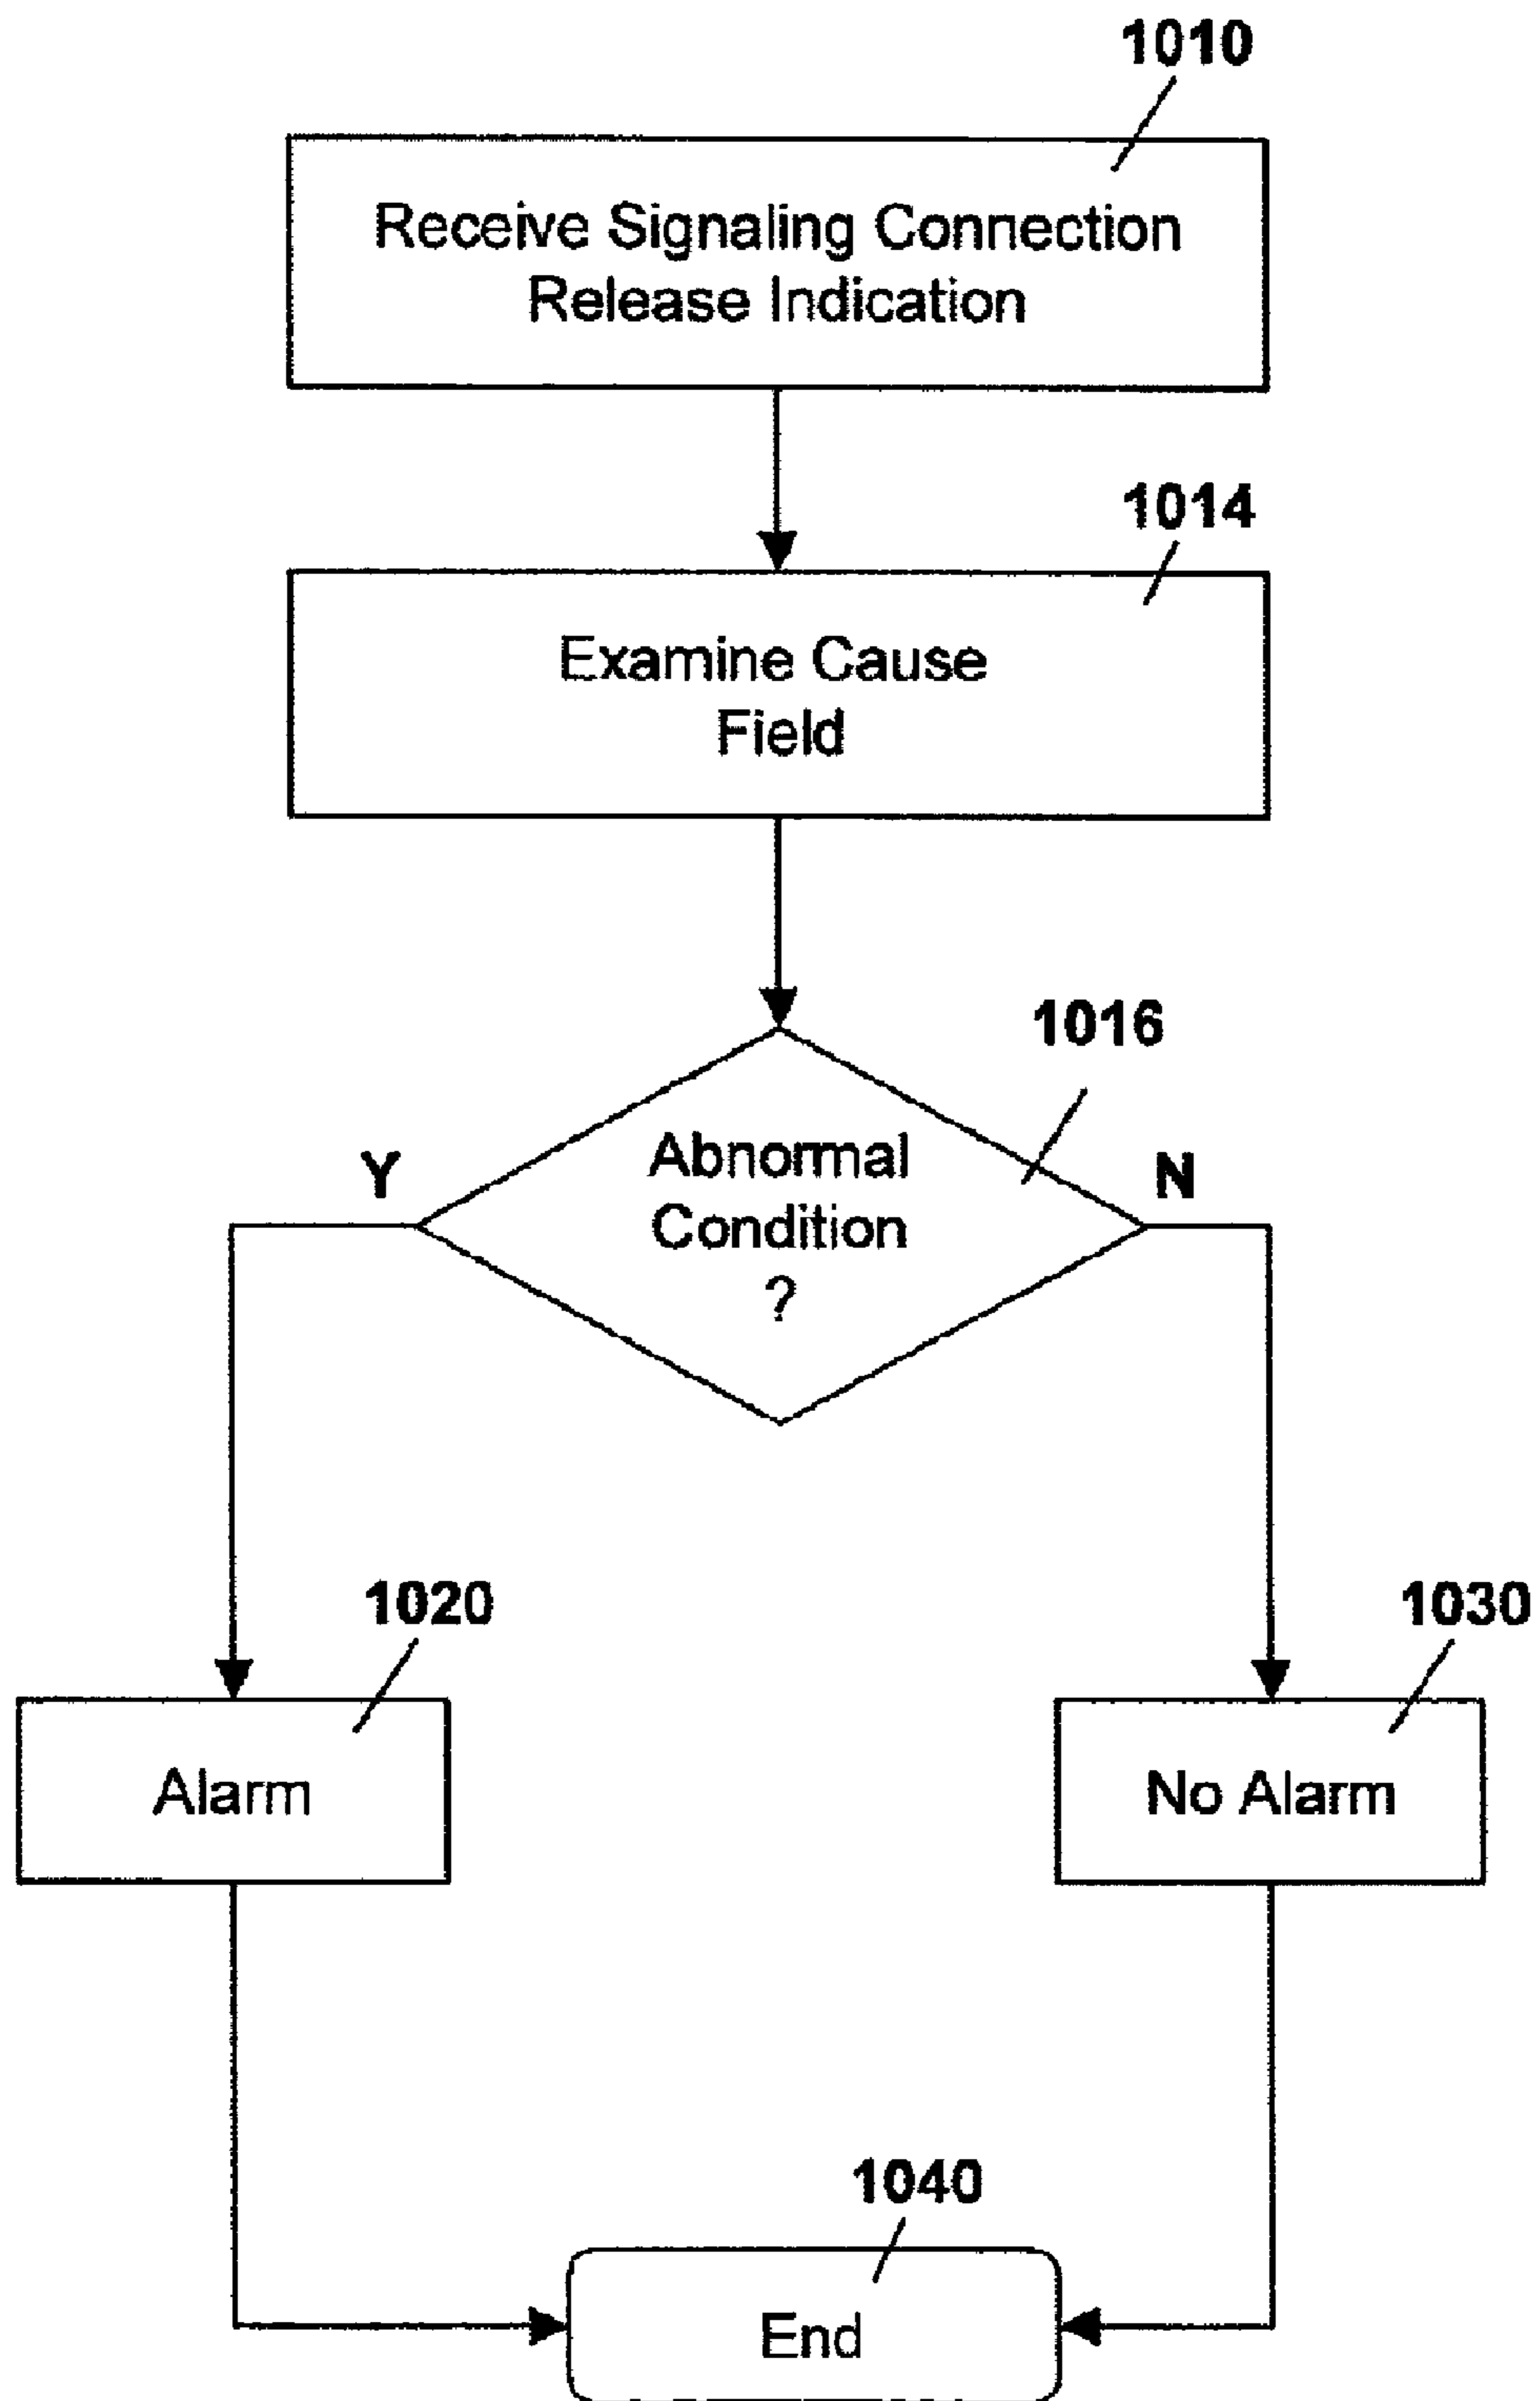 1010
Receive Signaling Connection
Release Indication
1014
Examine Cause
Field
1016
Y
Abnormal
Condition
?
N
1020
Alarm
1030
No Alarm
1040
End